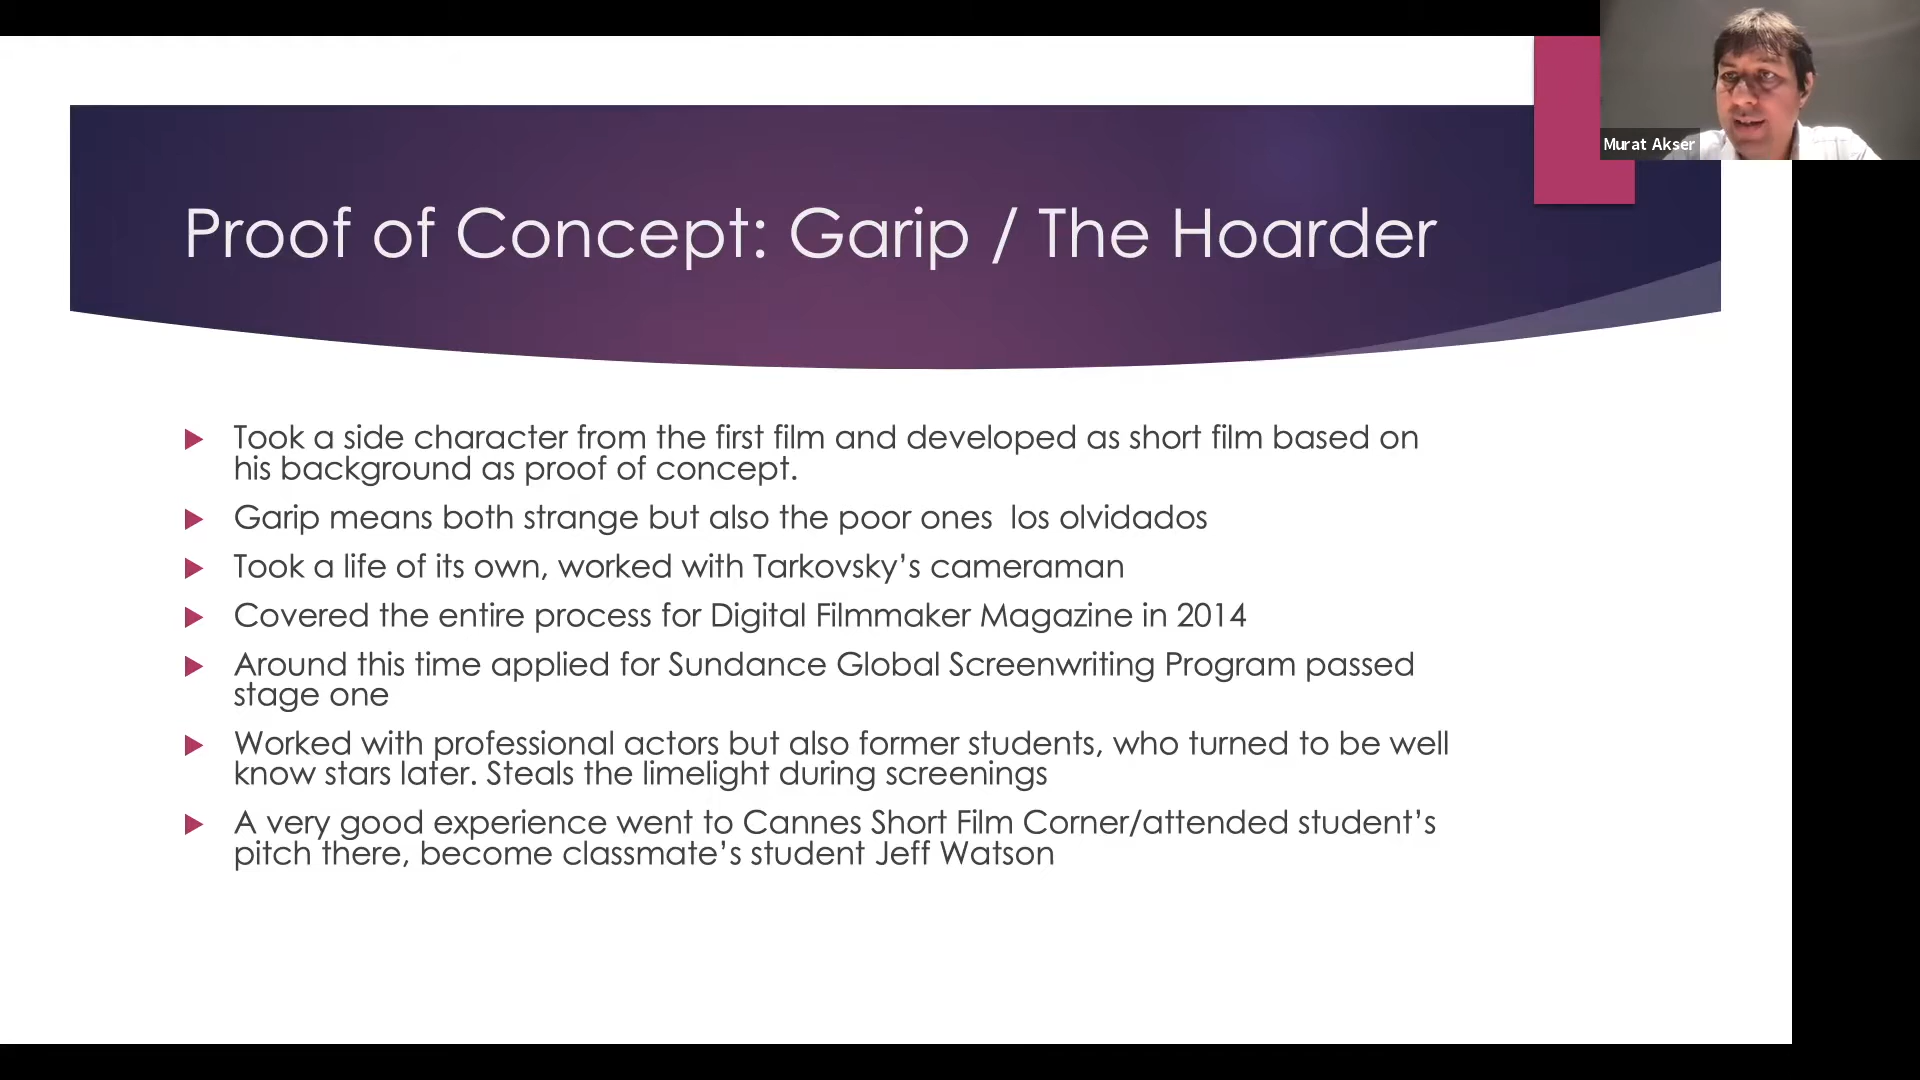 Murat Akser
Proof of Concept: Garip / The Hoarder
Took a side character from the first film and developed as short film based on
his background as proof of concept.
Garip means both strange but also the poor ones  los olvidados
Took a life of its own, worked with Tarkovsky’s cameraman
Covered the entire process for Digital Filmmaker Magazine in 2014
Around this time applied for Sundance Global Screenwriting Program passed
stage one
Worked with professional actors but also former students, who turned to be well
know stars later. Steals the limelight during screenings
A very good experience went to Cannes Short Film Corner/attended student’s
pitch there, become classmate’s student Jeff Watson